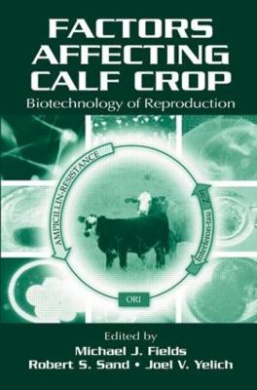 FACTORS
AFFECTING
CALF CROP
Biotechnology of Reproduction
AMPICILLIN-RESISTANCE
ORI
Edited by
Michael J. Fields
Robert S. Sand • Joel V. Yelich